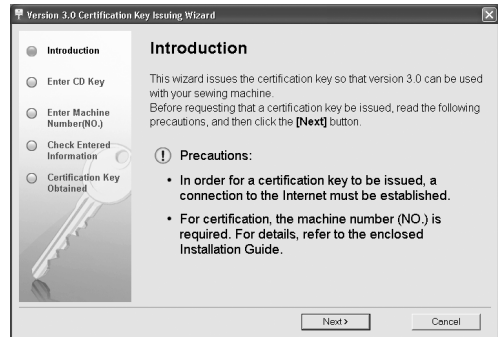 Version 3.0 Certification Key Issuing Wizard
Introduction
Enter CD Key
Enter Machine
Number(NO.)
Check Entered
Information
Certification Key
Obtained
Introduction
This wizard issues the certification key so that version 3.0 can be used
with your sewing machine.
Before requesting that a certification key be issued, read the following
precautions, and then click the [Next] button.
Precautions:
• In order for a certification key to be issued, a
connection to the Internet must be established.
• For certification, the machine number (NO.) is
required. For details, refer to the enclosed
Installation Guide.
Next >
Cancel